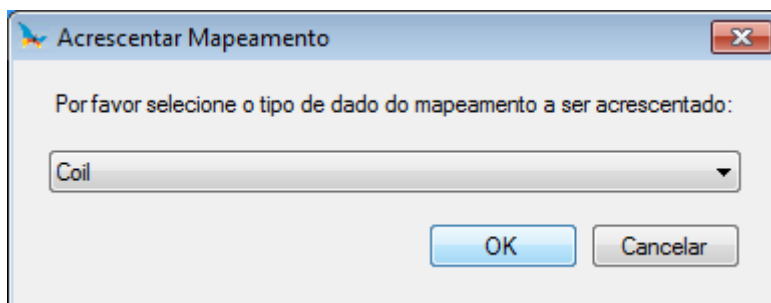 Acrescentar Mapeamento
Por favor selecione o tipo de dado do mapeamento a ser acrescentado:
Coil
OK Cancelar